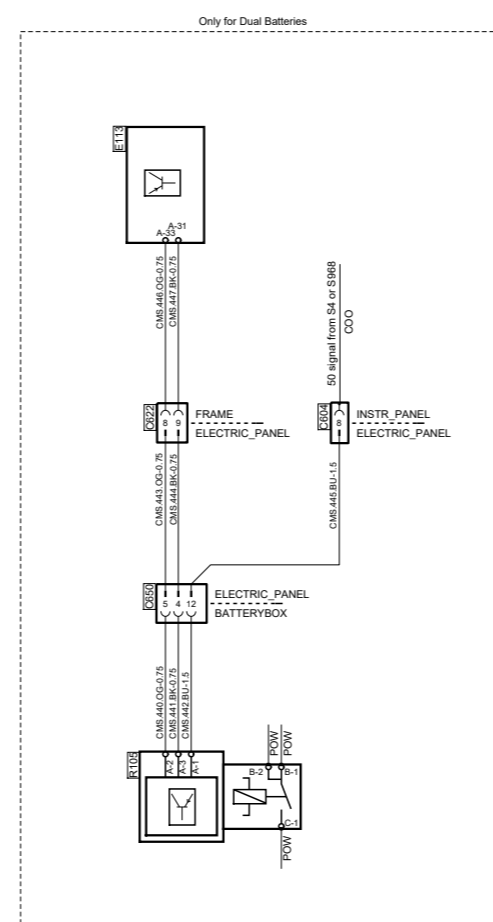 Only for Dual Batteries
E113
A-33
A-31
CMS.446.OG-0.75
CMS.447.BK-0.75
50 signal from S4 or S968
COO
C622
8 9
FRAME
ELECTRIC_PANEL
C604
8
INSTR_PANEL
ELECTRIC_PANEL
CMS.443.OG-0.75
CMS.444.BK-0.75
CMS.445.BU-1.5
C650
5 4 12
ELECTRIC_PANEL
BATTERYBOX
CMS.440.OG-0.75
CMS.441.BK-0.75
CMS.442.BU-1.5
R105
A-2
A-3
A-1
POW
POW
B-2
B-1
C-1
POW